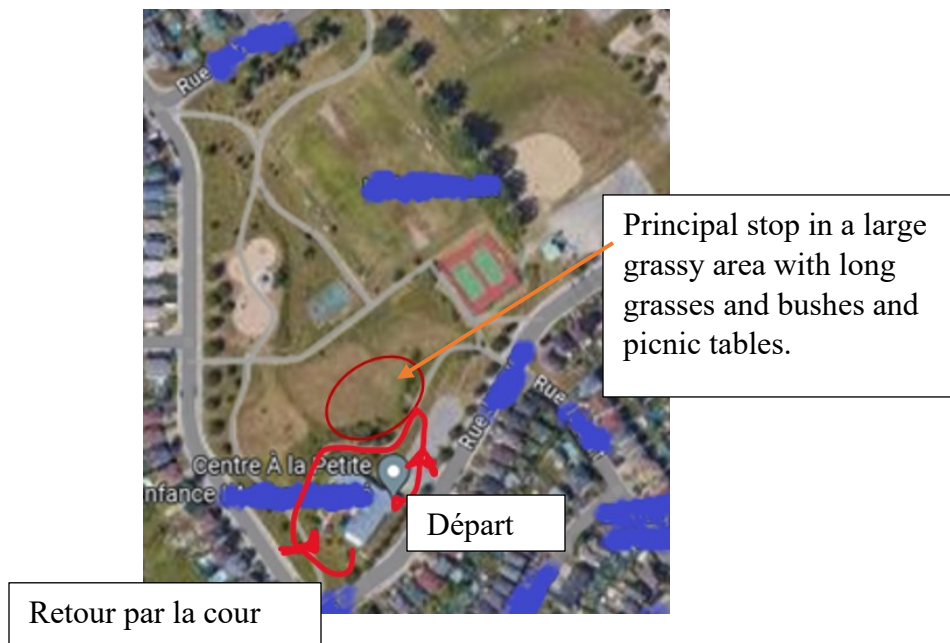 Rue
Principal stop in a large
grassy area with long
grasses and bushes and
picnic tables.
Rue
Rue
Centre À la Petite
nfance
Départ
Retour par la cour